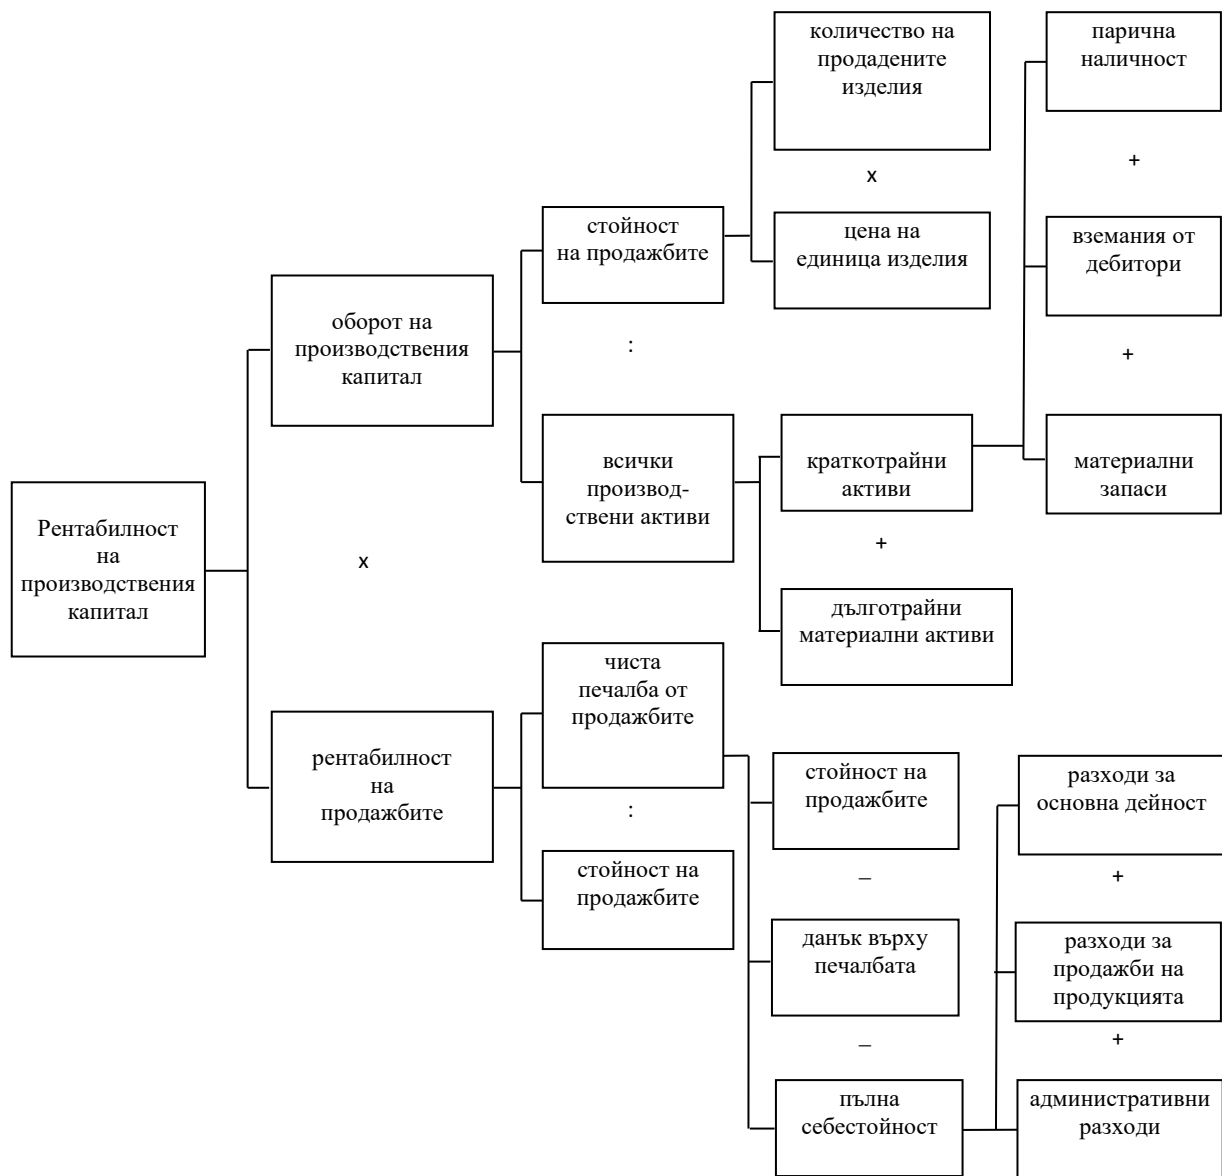 количество на
продадените
изделия
парична
наличност
+
x
стойност
на продажбите
цена на
единица изделия
вземания от
дебитори
оборот на
производствения
капитал
:
+
всички
производ-
ствени активи
краткотрайни
активи
материални
запаси
Рентабилност
на
производствения
капитал
x
+
дълготрайни
материални активи
чиста
печалба от
продажбите
рентабилност
на
продажбите
стойност на
продажбите
разходи за
основна дейност
:
стойност на
продажбите
–
+
данък върху
печалбата
разходи за
продажби на
продукцията
–
+
пълна
себестойност
административни
разходи